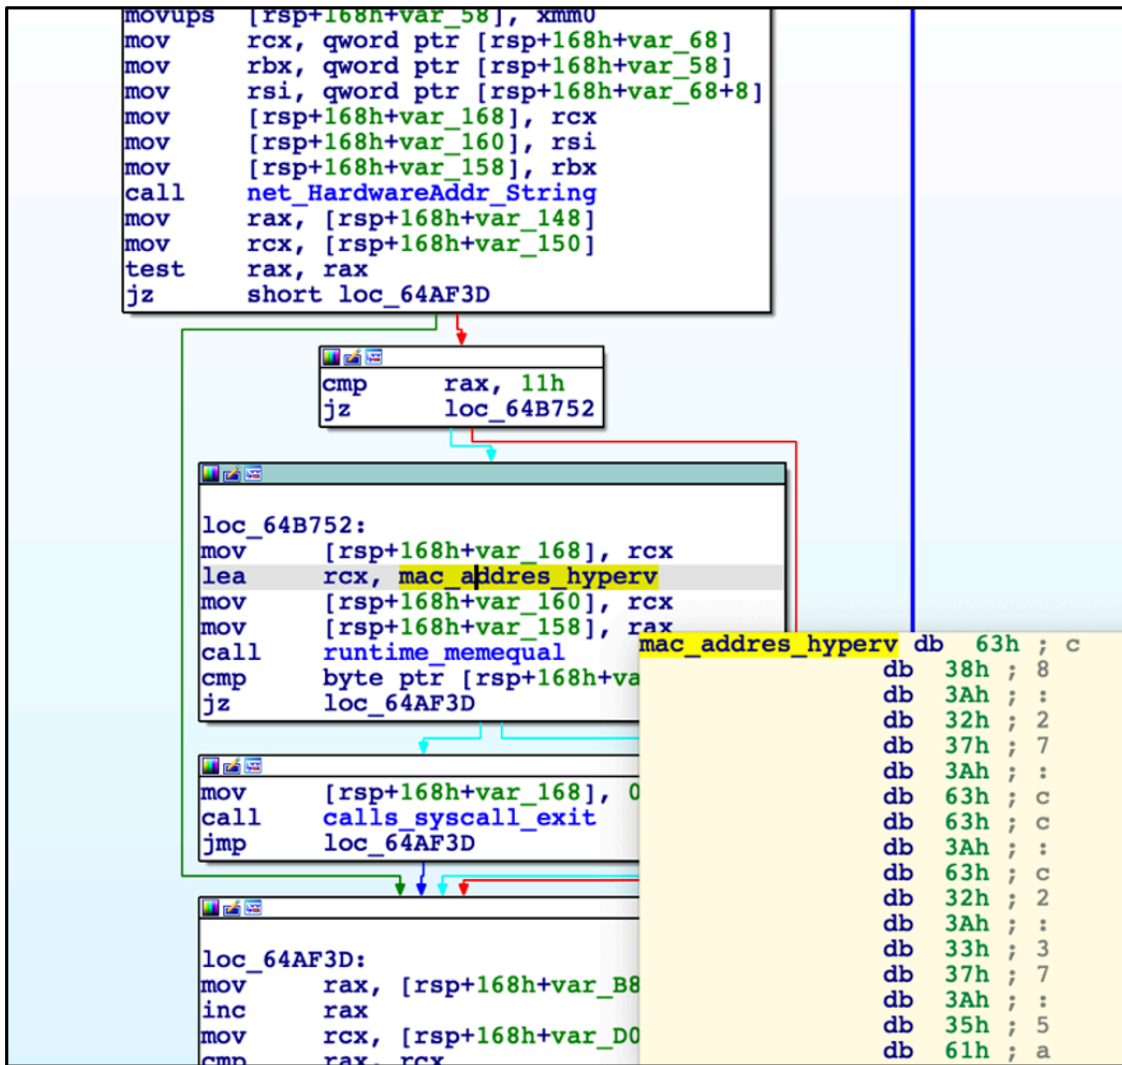 movups [rsp+168h+var_58], xmm0
mov rcx, qword ptr [rsp+168h+var_68]
mov rbx, qword ptr [rsp+168h+var_58]
mov rsi, qword ptr [rsp+168h+var_68+8]
mov [rsp+168h+var_168], rcx
mov [rsp+168h+var_160], rsi
mov [rsp+168h+var_158], rbx
call net_HardwareAddr_String
mov rax, [rsp+168h+var_148]
mov rcx, [rsp+168h+var_150]
test rax, rax
jz short loc_64AF3D
cmp rax, 11h
jz loc_64B752
loc_64B752:
mov [rsp+168h+var_168], rcx
lea rcx, mac_addres_hyperv
mov [rsp+168h+var_160], rcx
mov [rsp+168h+var_158], rax
call runtime_memequal
cmp byte ptr [rsp+168h+va
jz loc_64AF3D
mov [rsp+168h+var_168], 0
call calls_syscall_exit
jmp loc_64AF3D
loc_64AF3D:
mov rax, [rsp+168h+var_B8
inc rax
mov rcx, [rsp+168h+var_D0
cmp rax, rcx
mac_addres_hyperv db 63h ; c
db 38h ; 8
db 3Ah ; :
db 32h ; 2
db 37h ; 7
db 3Ah ; :
db 63h ; c
db 63h ; c
db 3Ah ; :
db 63h ; c
db 32h ; 2
db 3Ah ; :
db 33h ; 3
db 37h ; 7
db 3Ah ; :
db 35h ; 5
db 61h ; a